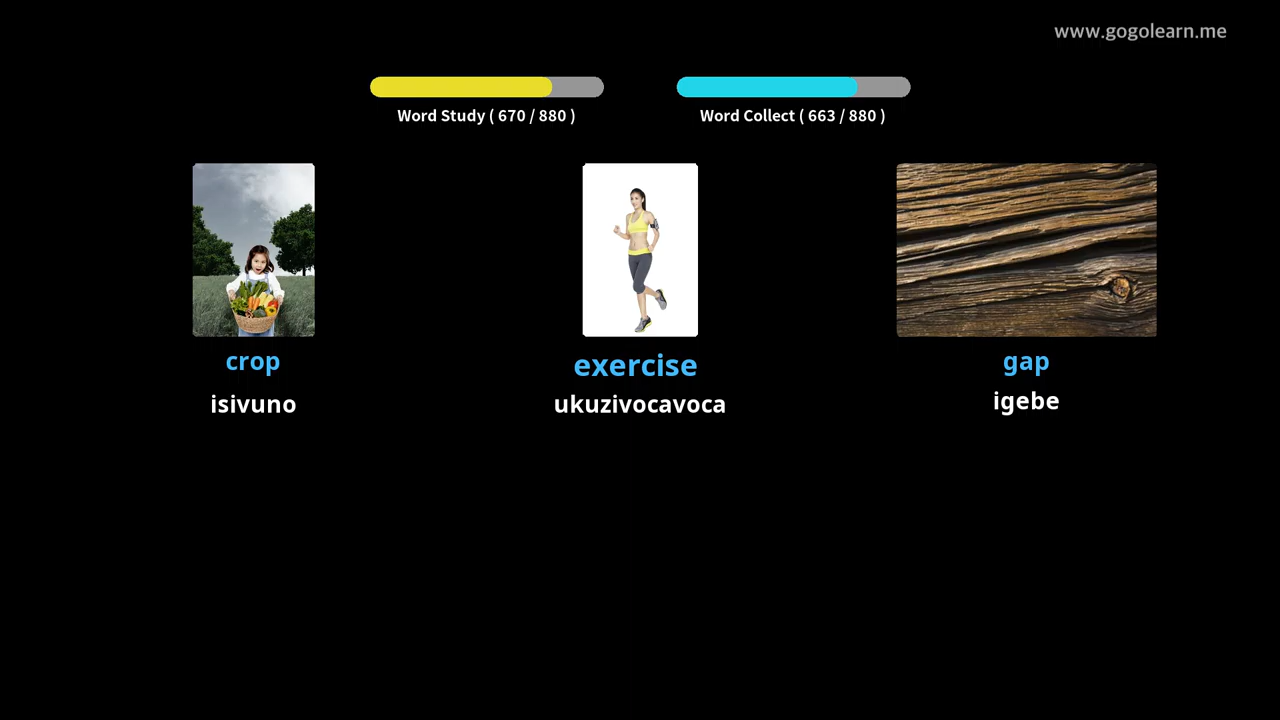 www.gogolearn.me
Word Study ( 670 / 880 )
Word Collect ( 663 / 880 )
crop
exercise
gap
isivuno
ukuzivocavoca
igebe